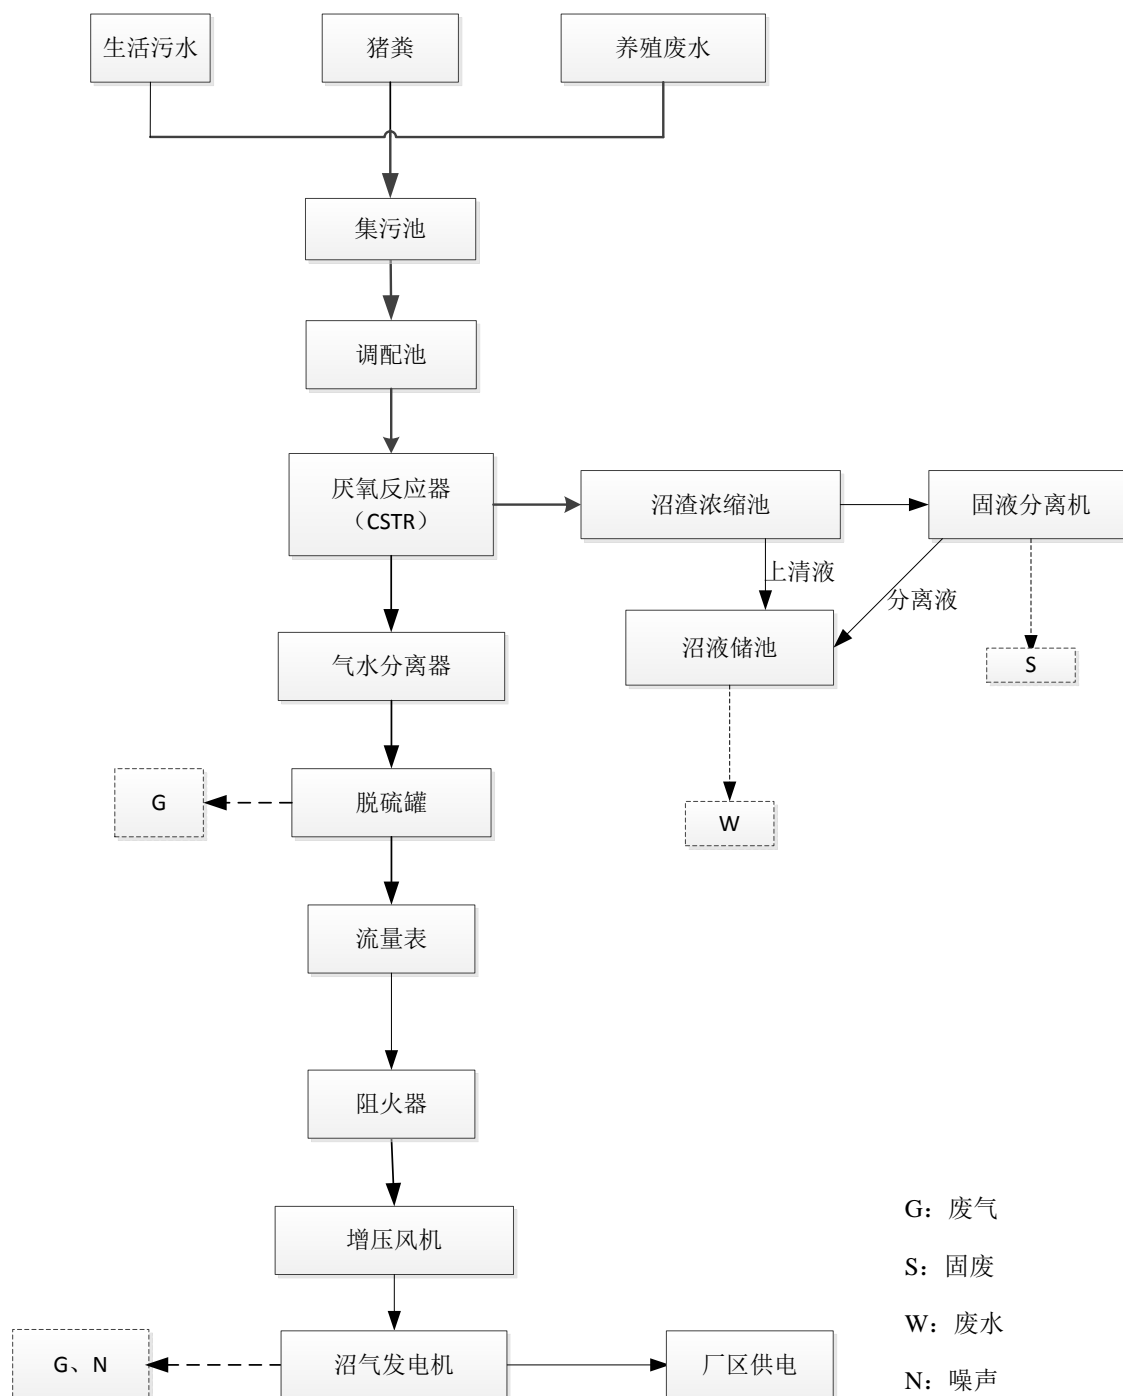 生活污水
猪粪
养殖废水
集污池
调配池
厌氧反应器
（CSTR）
沼渣浓缩池
固液分离机
上清液
分离液
沼液储池
气水分离器
S
脱硫罐
G
W
流量表
阻火器
增压风机
G：废气
S：固废
W：废水
N：噪声
G、N
沼气发电机
厂区供电